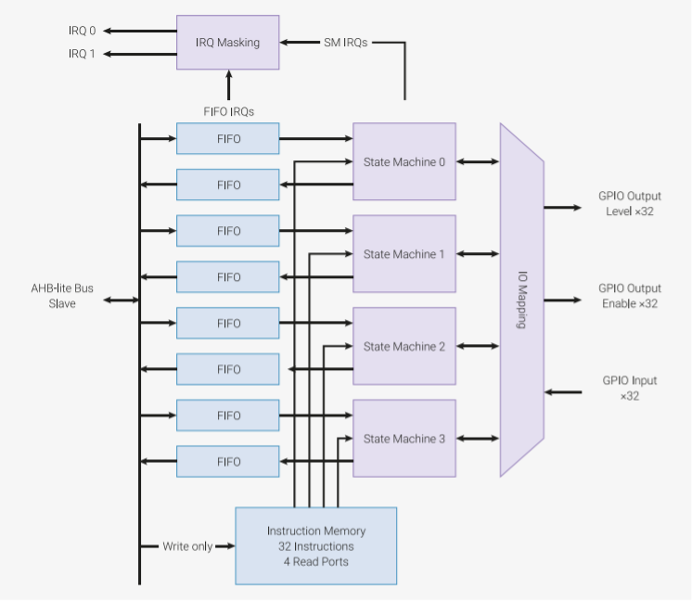 IRQ 0
IRQ 1
IRQ Masking
SM IRQs
FIFO IRQs
FIFO
State Machine 0
FIFO
FIFO
State Machine 1
FIFO
AHB-lite Bus
Slave
FIFO
State Machine 2
FIFO
FIFO
State Machine 3
FIFO
IO Mapping
GPIO Output
Level ×32
GPIO Output
Enable ×32
GPIO Input
×32
Write only
Instruction Memory
32 Instructions
4 Read Ports